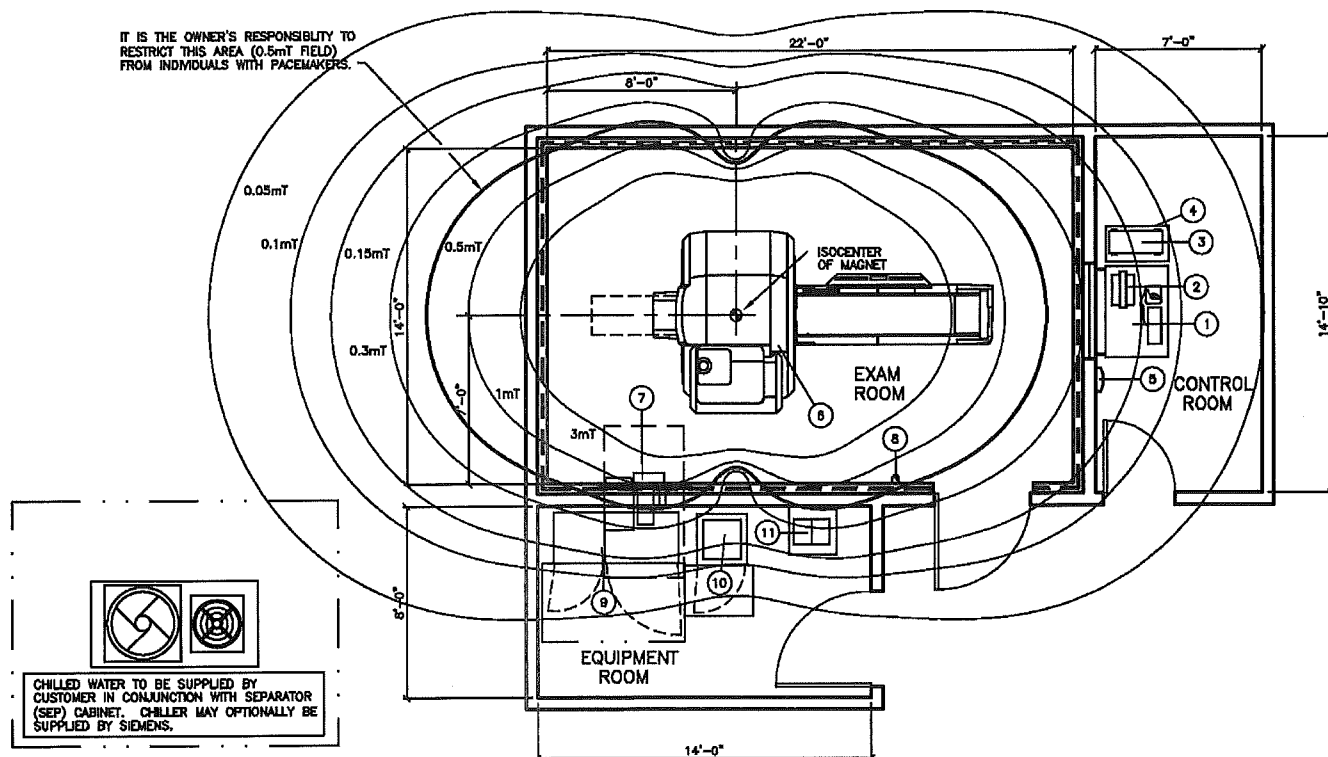 IT IS THE OWNER'S RESPONSIBLITY TO
RESTRICT THIS AREA (0.5mT FIELD)
FROM INDIVIDUALS WITH PACEMAKERS.
22'-0"
7'-0"
8'-0"
0.05mT
0.1mT
0.15mT
0.5mT
0.3mT
14'-0"
7'-0"
1mT
3mT
ISOCENTER
OF MAGNET
EXAM
ROOM
4
3
2
1
5
CONTROL
ROOM
14'-10"
6
7
8
11
10
9
8'-0"
EQUIPMENT
ROOM
14'-0"
CHILLED WATER TO BE SUPPLIED BY
CUSTOMER IN CONJUNCTION WITH SEPARATOR
(SEP) CABINET. CHILLER MAY OPTIONALLY BE
SUPPLIED BY SIEMENS.